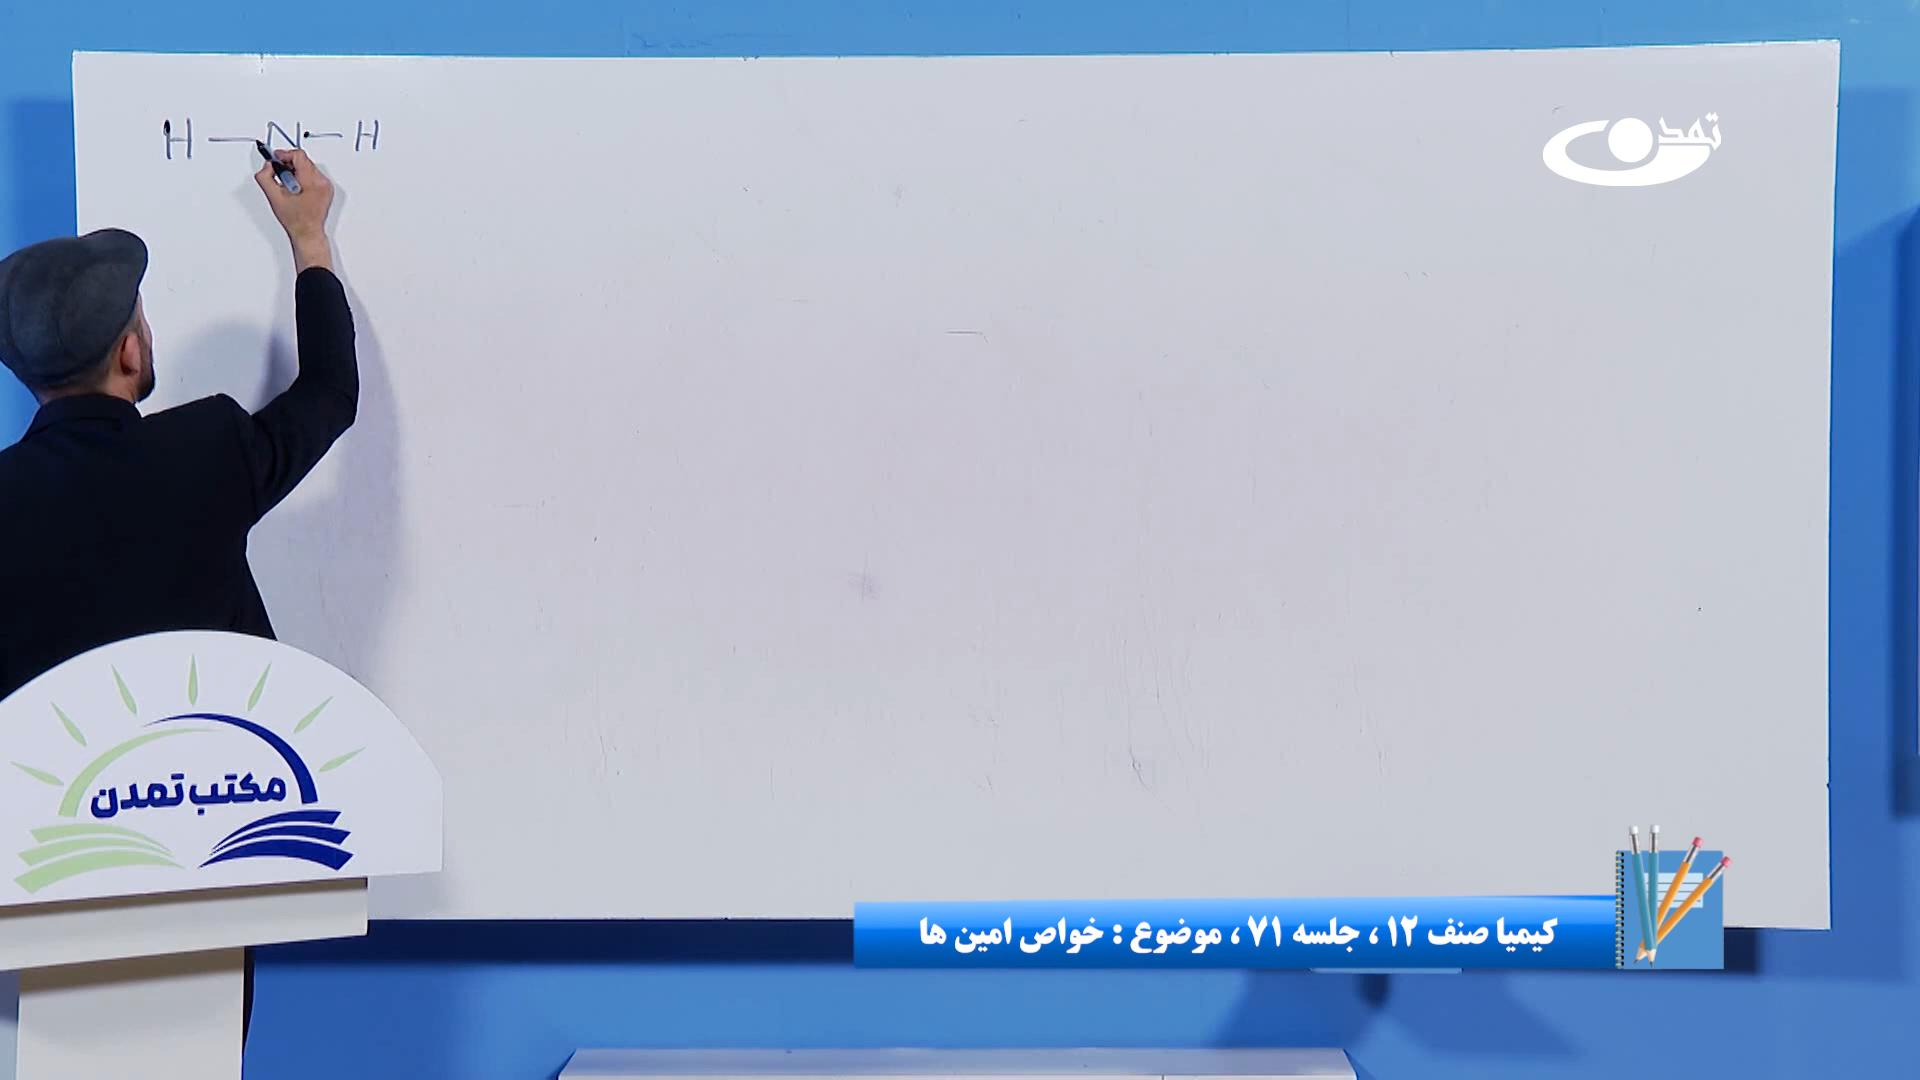 H — N — H
تمدن
مکتب تمدن
کیمیا صنف ۱۲ ، جلسه ۷۱ ، موضوع : خواص امین ها